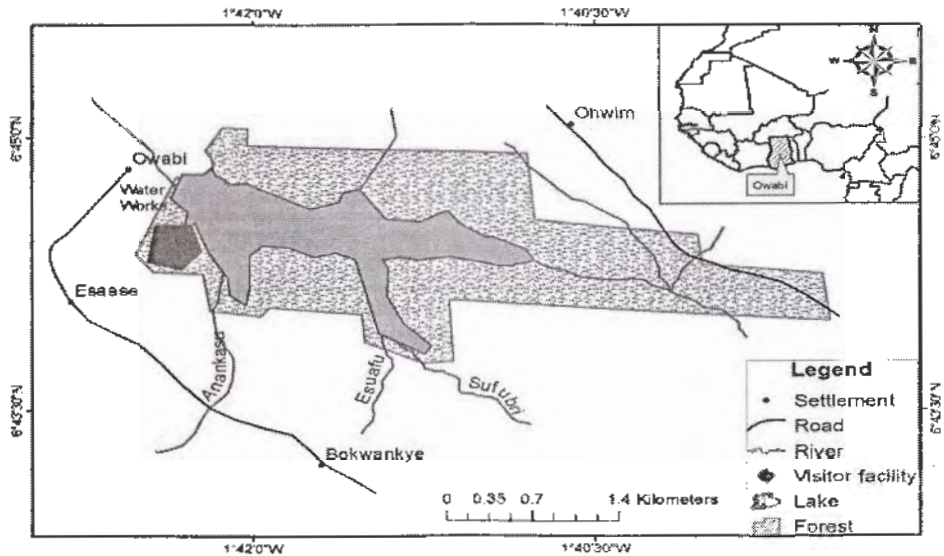 1°42'0"W 1°40'30"W
6°45'0"N
6°45'0"N
N
W
E
S
Owabi
Ohwim
Owabi
Water
Works
Esaase
Anankasu
Esuafu
Sufubri
Bokwankye
6°43'30"N
6°43'30"N
Legend
Settlement
Road
River
Visitor facility
Lake
Forest
0 0.35 0.7 1.4 Kilometers
1°42'0"W 1°40'30"W